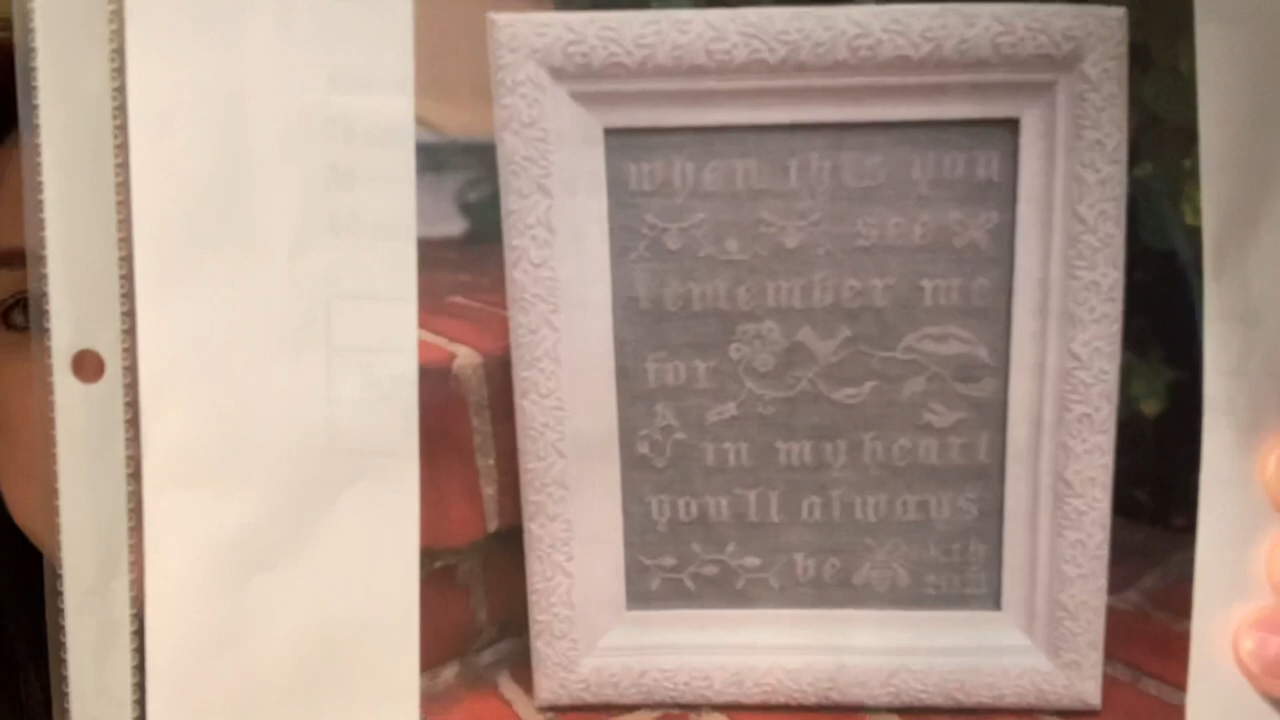 when this you
see
remember me
for
in my heart
you'll always
be